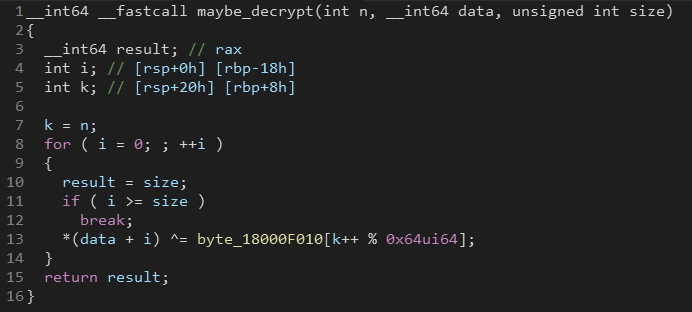 1 __int64 __fastcall maybe_decrypt(int n, __int64 data, unsigned int size)
2 {
3   __int64 result; // rax
4   int i; // [rsp+0h] [rbp-18h]
5   int k; // [rsp+20h] [rbp+8h]
6
7   k = n;
8   for ( i = 0; ; ++i )
9   {
10     result = size;
11     if ( i >= size )
12       break;
13     *(data + i) ^= byte_18000F010[k++ % 0x64ui64];
14   }
15   return result;
16 }